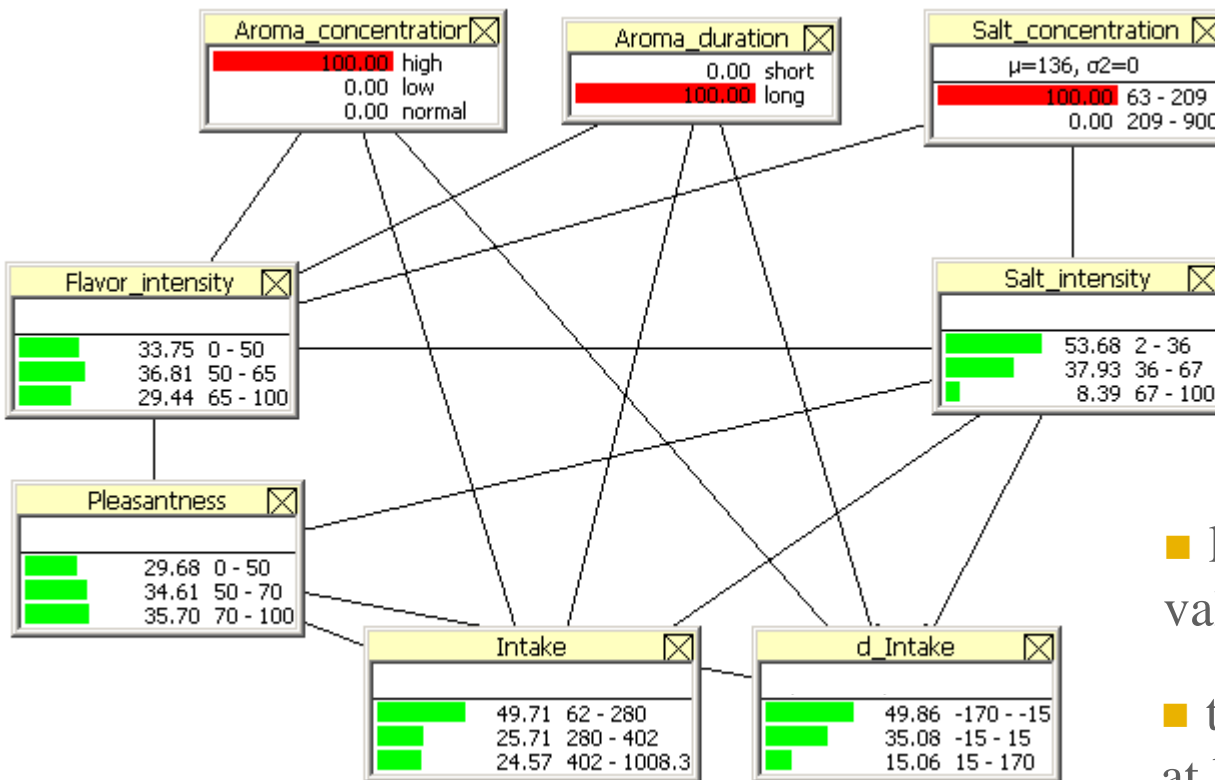 Aroma_concentration
100.00 high
0.00 low
0.00 normal
Aroma_duration
0.00 short
100.00 long
Salt_concentration
μ=136, σ2=0
100.00 63 - 209
0.00 209 - 900
Flavor_intensity
33.75 0 - 50
36.81 50 - 65
29.44 65 - 100
Salt_intensity
53.68 2 - 36
37.93 36 - 67
8.39 67 - 100
Pleasantness
29.68 0 - 50
34.61 50 - 70
35.70 70 - 100
Intake
49.71 62 - 280
25.71 280 - 402
24.57 402 - 1008.3
d_Intake
49.86 -170 - -15
35.08 -15 - 15
15.06 15 - 170
■
va
■ t
at